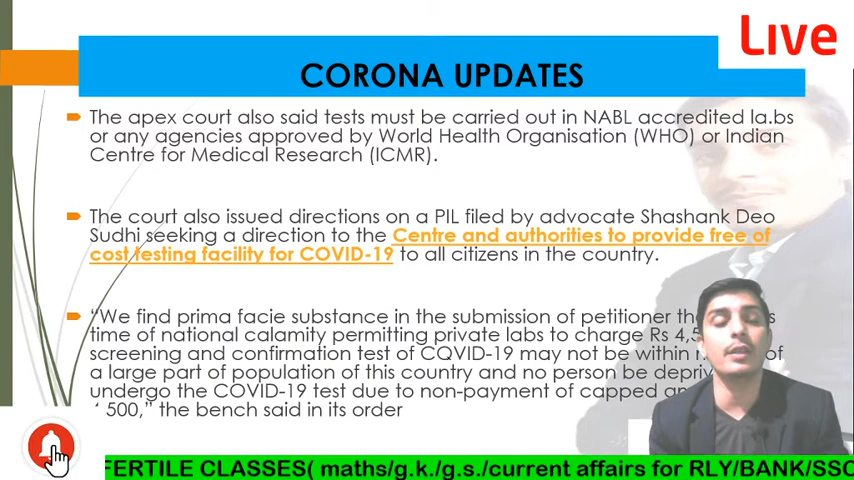 Live
CORONA UPDATES
The apex court also said tests must be carried out in NABL accredited la.bs
or any agencies approved by World Health Organisation (WHO) or Indian
Centre for Medical Research (ICMR).
The court also issued directions on a PIL filed by advocate Shashank Deo
Sudhi seeking a direction to the Centre and authorities to provide free of
cost testing facility for COVID-19 to all citizens in the country.
“We find prima facie substance in the submission of petitioner
time of national calamity permitting private labs to charge Rs
screening and confirmation test of CQVID-19 may not be within of
a large part of population of this country and no person be
undergo the COVID-19 test due to non-payment of capped
500,” the bench said in its order
FERTILE CLASSES( maths/g.k./g.s./current affairs for RLY/BANK/SSC